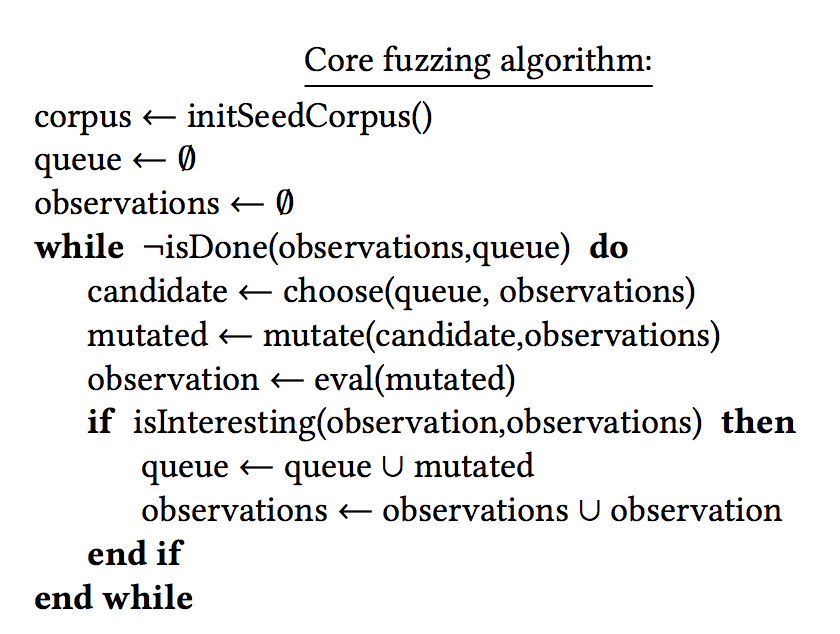 Core fuzzing algorithm:
corpus ← initSeedCorpus()
queue ← ∅
observations ← ∅
while ¬isDone(observations,queue) do
candidate ← choose(queue, observations)
mutated ← mutate(candidate,observations)
observation ← eval(mutated)
if isInteresting(observation,observations) then
queue ← queue ∪ mutated
observations ← observations ∪ observation
end if
end while